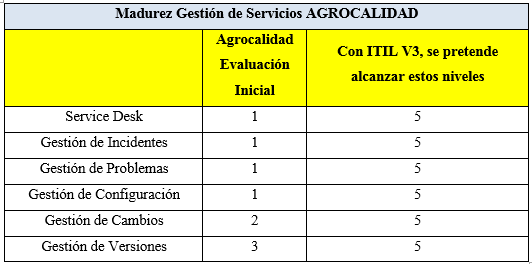 Madurez Gestión de Servicios AGROCALIDAD
Agrocalidad
Evaluación
Inicial
Con ITIL V3, se pretende
alcanzar estos niveles
Service Desk 1 5
Gestión de Incidentes 1 5
Gestión de Problemas 1 5
Gestión de Configuración 1 5
Gestión de Cambios 2 5
Gestión de Versiones 3 5